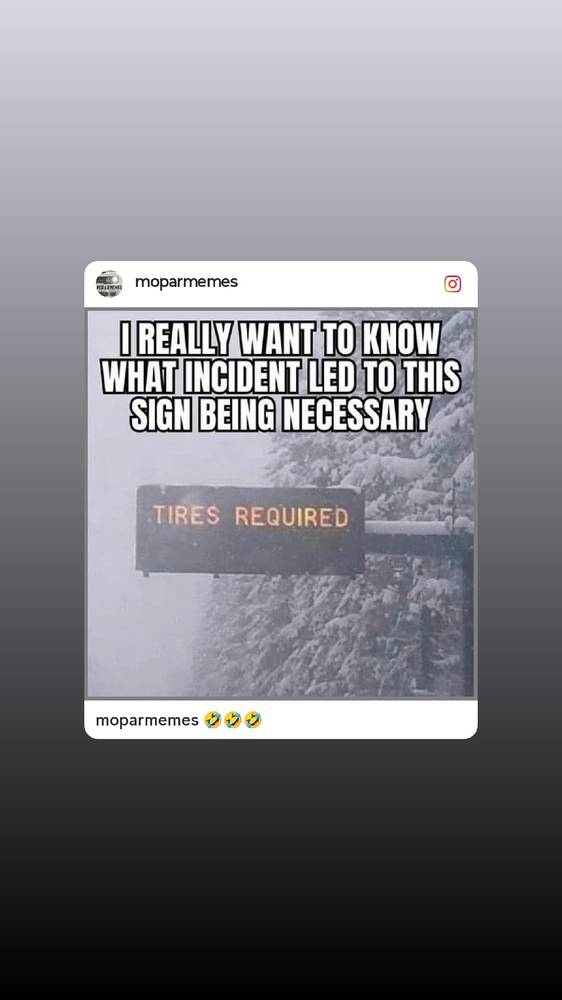 moparmemes
I REALLY WANT TO KNOW
WHAT INCIDENT LED TO THIS
SIGN BEING NECESSARY
TIRES REQUIRED
moparmemes 🤣🤣🤣